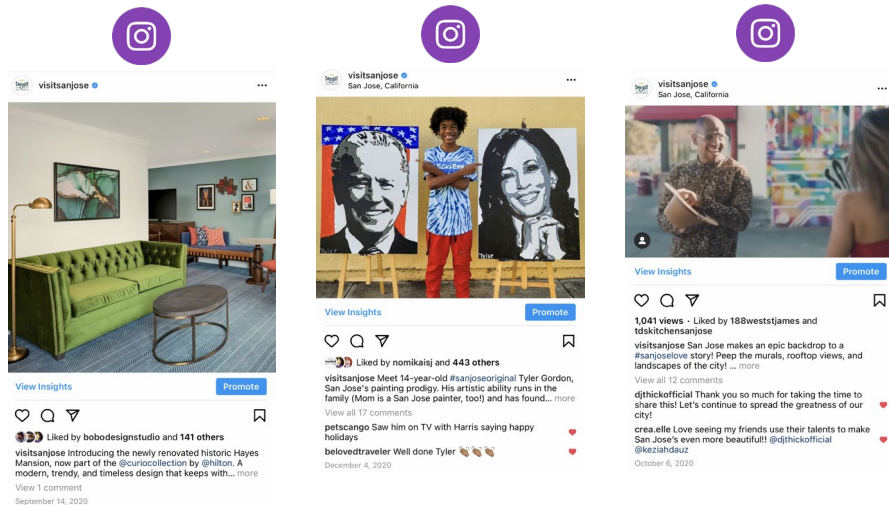 visitsanjose
View Insights
Promote
Liked by bobodesignstudio and 141 others
visitsanjose Introducing the newly renovated historic Hayes
Mansion, now part of the @curiocollection by @hilton. A
modern, trendy, and timeless design that keeps with... more
View 1 comment
September 14, 2020
visitsanjose
San Jose, California
RECKLESS
View Insights
Promote
Liked by nomikaisj and 443 others
visitsanjose Meet 14-year-old #sanjoseoriginal Tyler Gordon,
San Jose's painting prodigy. His artistic ability runs in the
family (Mom is a San Jose painter, too!) and has found... more
View all 17 comments
petscango Saw him on TV with Harris saying happy
holidays
belovedtraveler Well done Tyler 👏🏽👏🏽👏🏽
December 4, 2020
visitsanjose
San Jose, California
View Insights
Promote
1,041 views · Liked by 188weststjames and
tdskitchensanjose
visitsanjose San Jose makes an epic backdrop to a
#sanjoselove story! Peep the murals, rooftop views, and
landscapes of the city! ... more
View all 12 comments
djthickofficial Thank you so much for taking the time to
share this! Let's continue to spread the greatness of our
city!
crea.elle Love seeing my friends use their talents to make
San Jose's even more beautiful!! @djthickofficial
@keziahdauz
October 6, 2020